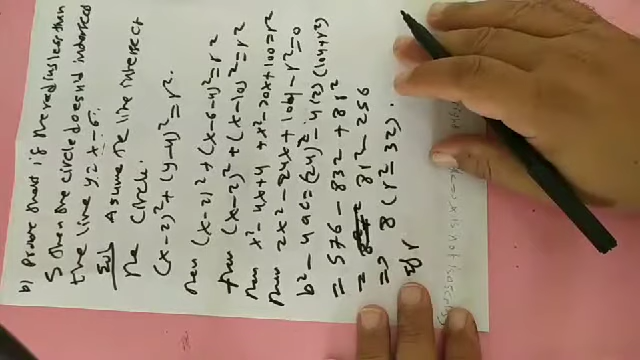 b) Prove that if the radius less than
5 then the circle doesn't intersect
the line y = x - 6.
Sol Assume the line intersect
the circle.
(x-2)² + (y-4)² = r².
then (x-2)² + (x-6-4)² = r²
then (x-2)² + (x-10)² = r²
then x² - 4x + 4 + x² - 20x + 100 = r²
then 2x² - 24x + 104 - r² = 0
b² - 4ac = (24)² - 4(2)(104+r²)
= 576 - 832 + 8r²
= 8r² - 256
=> 8(r² - 32).
If r